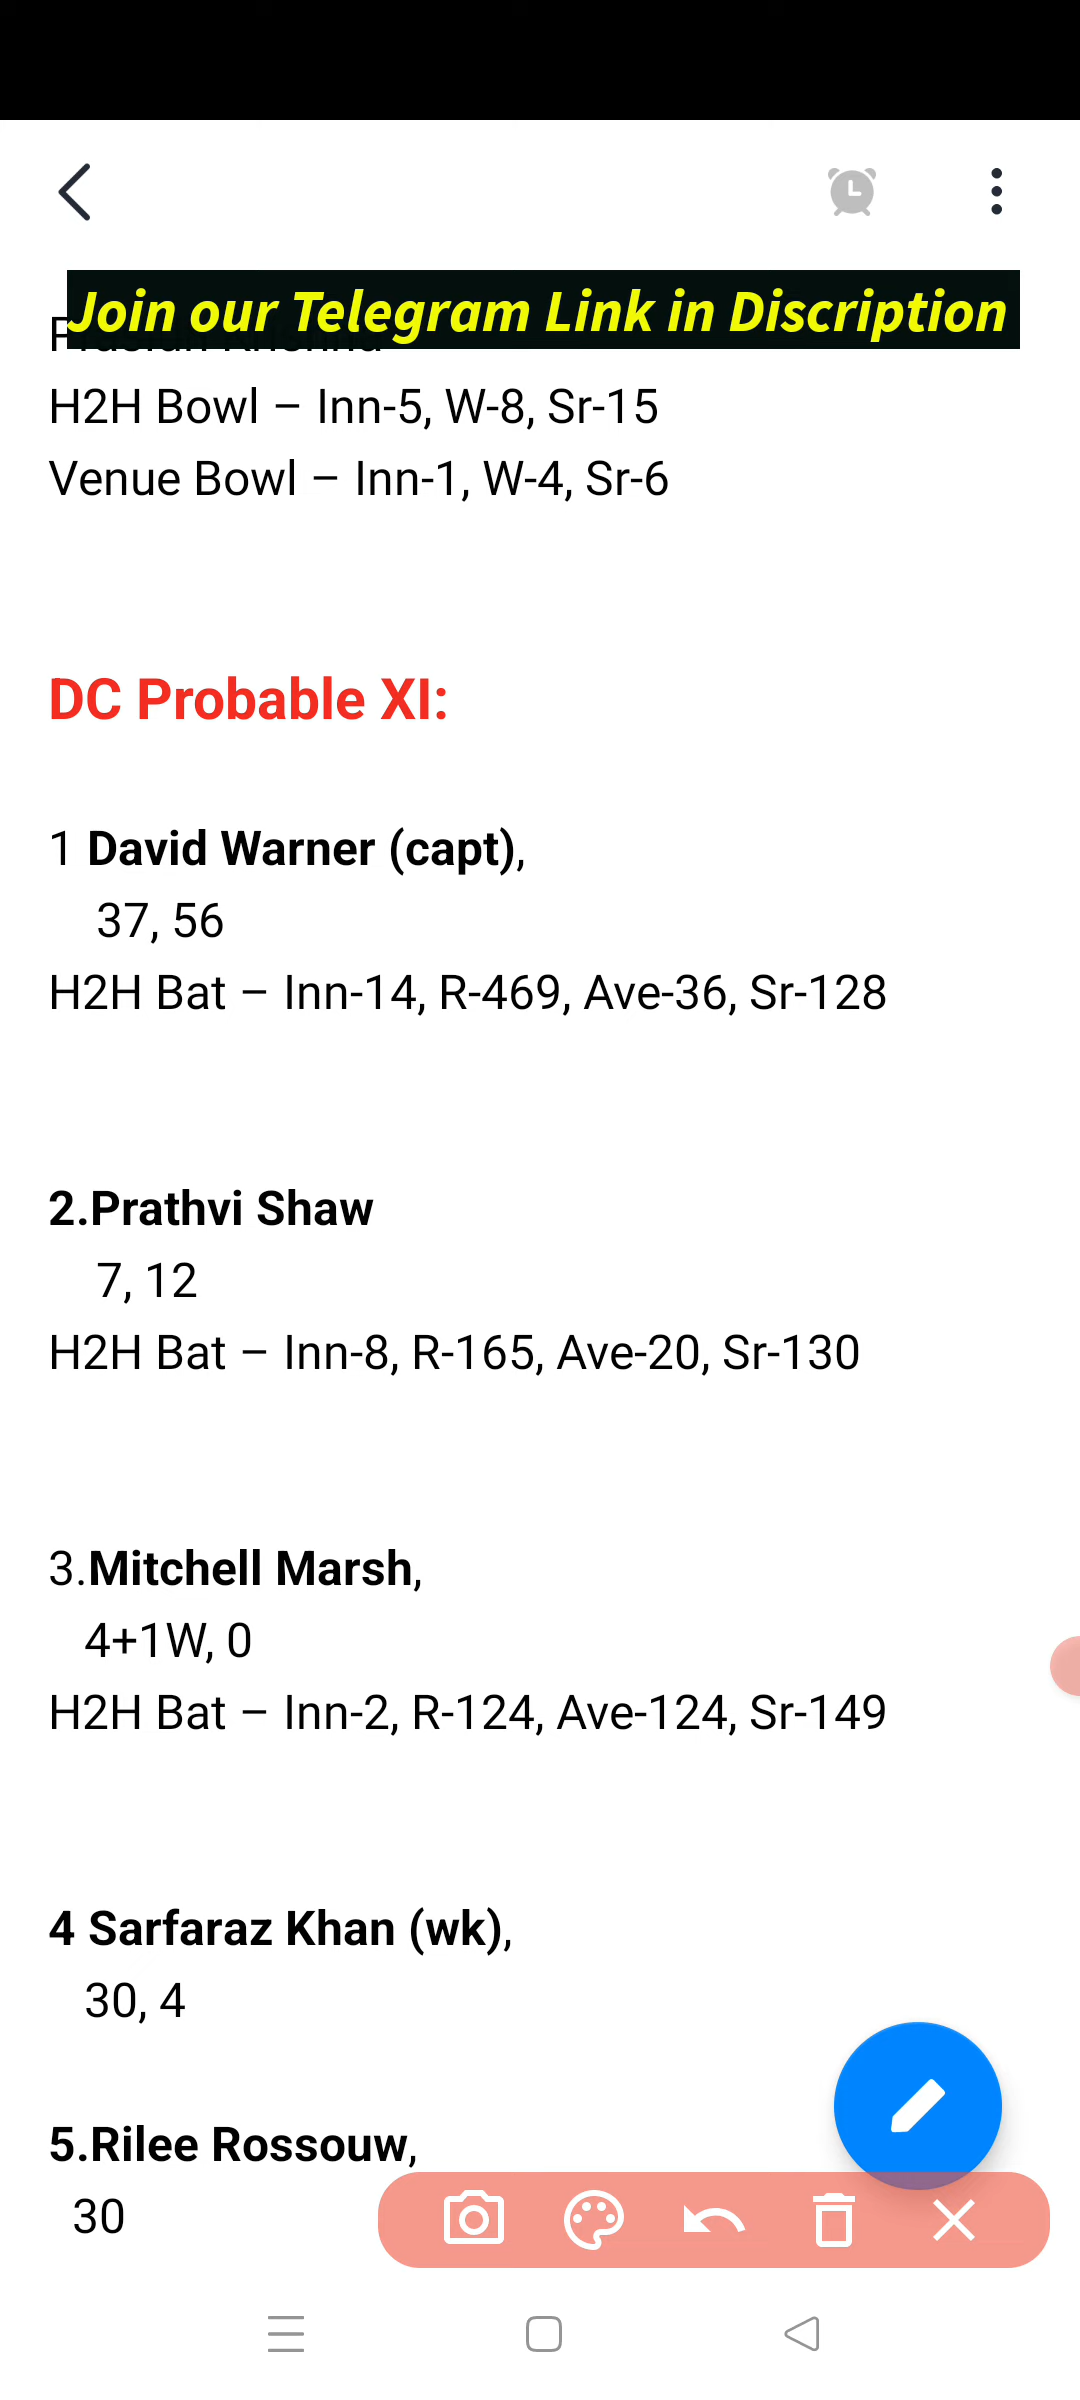 Join our Telegram Link in Discription
H2H Bowl – Inn-5, W-8, Sr-15
Venue Bowl – Inn-1, W-4, Sr-6
DC Probable XI:
1 David Warner (capt),
37, 56
H2H Bat – Inn-14, R-469, Ave-36, Sr-128
2.Prathvi Shaw
7, 12
H2H Bat – Inn-8, R-165, Ave-20, Sr-130
3.Mitchell Marsh,
4+1W, 0
H2H Bat – Inn-2, R-124, Ave-124, Sr-149
4 Sarfaraz Khan (wk),
30, 4
5.Rilee Rossouw,
30